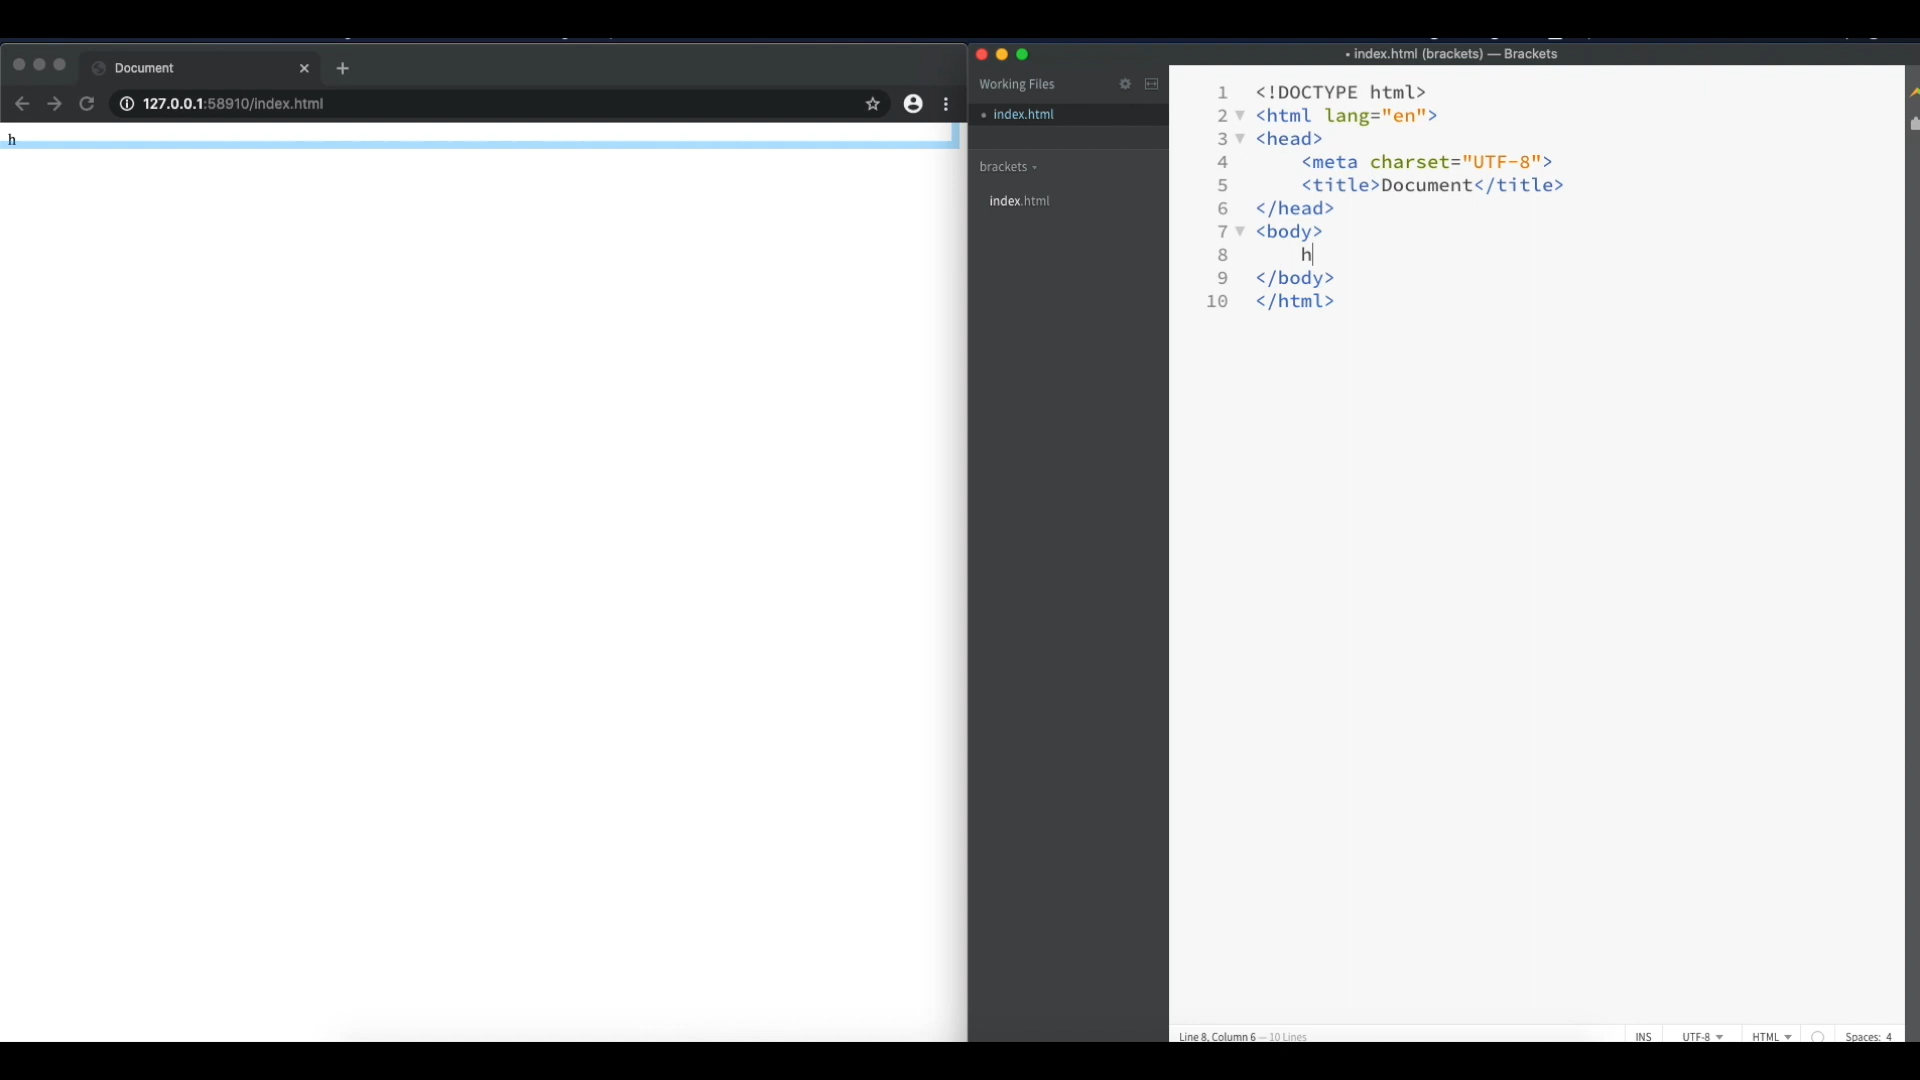 Document
127.0.0.1:58910/index.html
h
• index.html (brackets) — Brackets
Working Files
index.html
brackets
index.html
1 <!DOCTYPE html>
2 <html lang="en">
3 <head>
4 <meta charset="UTF-8">
5 <title>Document</title>
6 </head>
7 <body>
8 h
9 </body>
10 </html>
Line 8, Column 6 — 10 Lines
INS UTF-8 HTML Spaces: 4